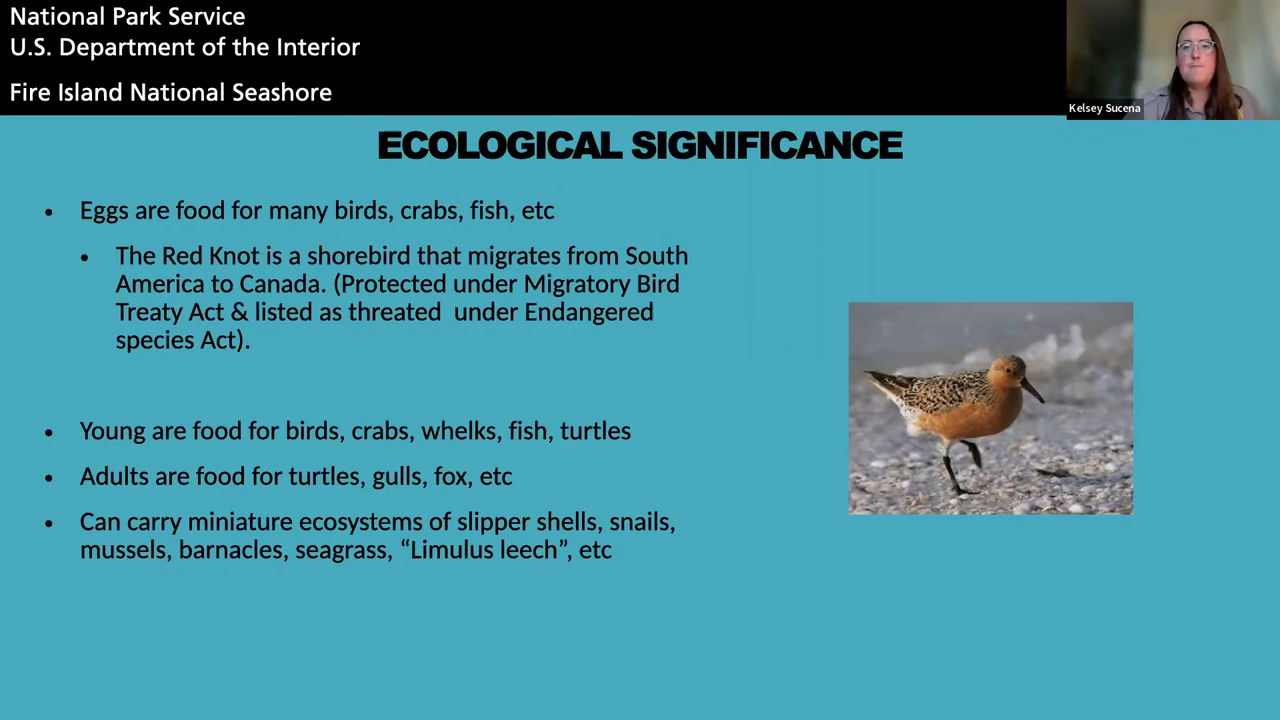 National Park Service
U.S. Department of the Interior
Fire Island National Seashore
Kelsey Sucena
ECOLOGICAL SIGNIFICANCE
• Eggs are food for many birds, crabs, fish, etc
• The Red Knot is a shorebird that migrates from South
America to Canada. (Protected under Migratory Bird
Treaty Act & listed as threated  under Endangered
species Act).
• Young are food for birds, crabs, whelks, fish, turtles
• Adults are food for turtles, gulls, fox, etc
• Can carry miniature ecosystems of slipper shells, snails,
mussels, barnacles, seagrass, “Limulus leech”, etc